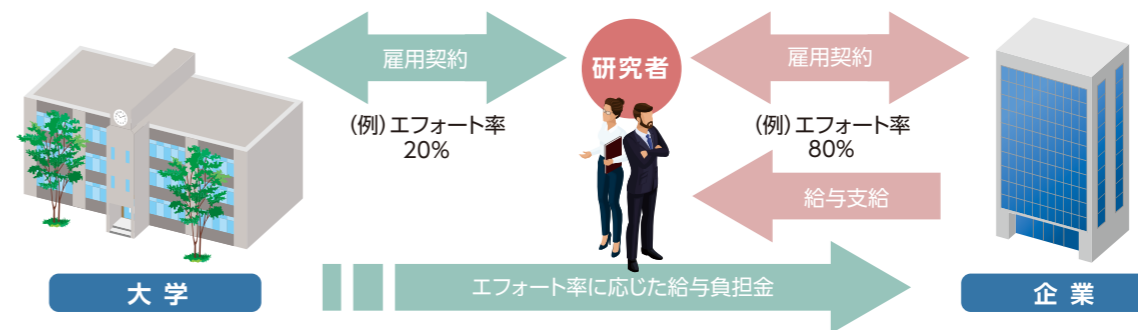 雇用契約
研究者
雇用契約
(例)エフォート率
20%
(例)エフォート率
80%
給与支給
エフォート率に応じた給与負担金
大学
企業